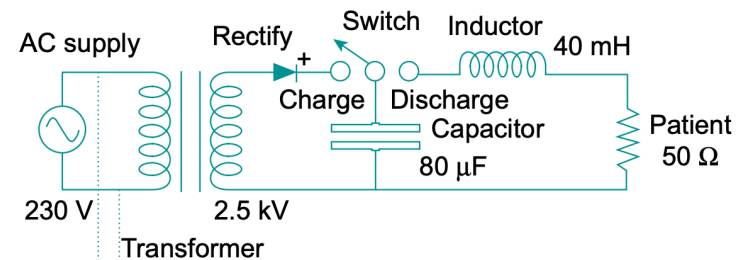 Switch
Inductor
AC supply
Rectify
40 mH
+
Charge
Discharge
Capacitor
Patient
80 μF
50 Ω
230 V
2.5 kV
Transformer